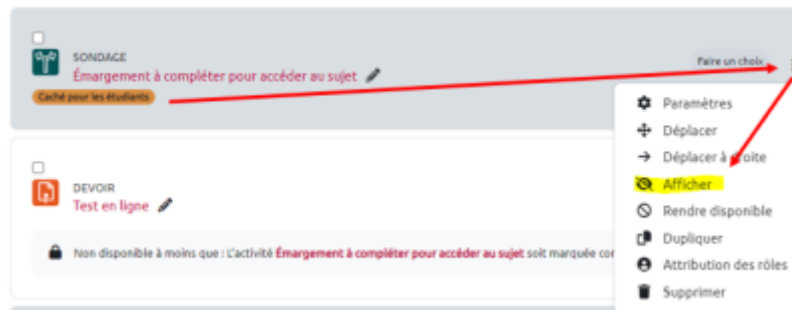 SONDAGE
Émargement à compléter pour accéder au sujet
Faire un choix
Caché pour les étudiants
Paramètres
Déplacer
Déplacer à droite
Afficher
Rendre disponible
Dupliquer
Attribution des rôles
Supprimer
DEVOIR
Test en ligne
Non disponible à moins que : L'activité Émargement à compléter pour accéder au sujet soit marquée